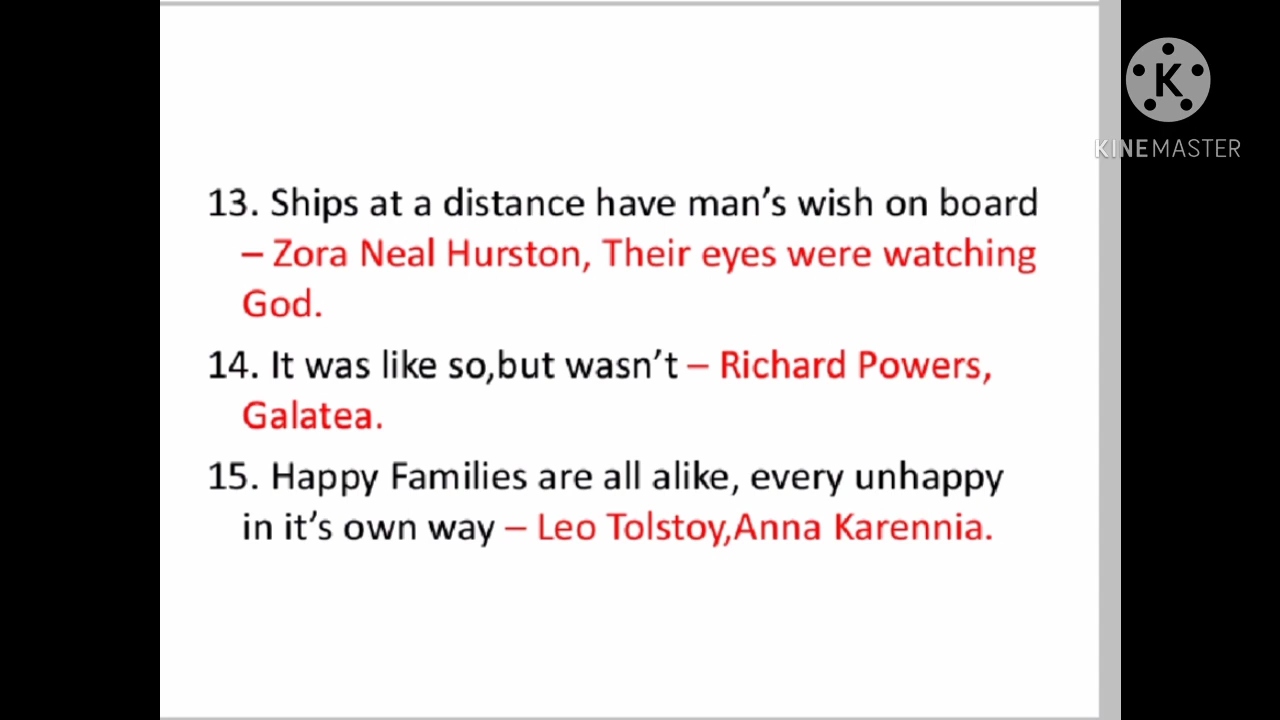 K
KINEMASTER
13. Ships at a distance have man’s wish on board
– Zora Neal Hurston, Their eyes were watching
God.
14. It was like so,but wasn’t – Richard Powers,
Galatea.
15. Happy Families are all alike, every unhappy
in it’s own way – Leo Tolstoy,Anna Karennia.